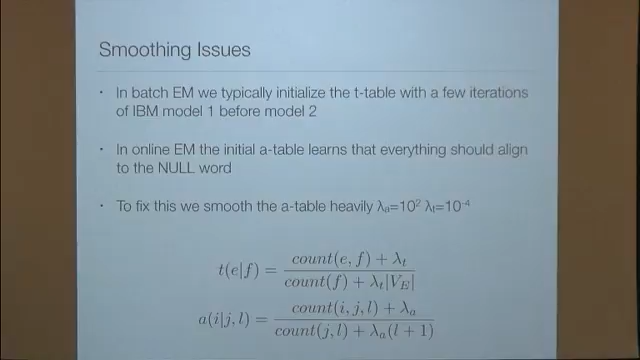 Smoothing Issues
• In batch EM we typically initialize the t-table with a few iterations
of IBM model 1 before model 2
• In online EM the initial a-table learns that everything should align
to the NULL word
• To fix this we smooth the a-table heavily λₐ=10² λₜ=10⁻⁴
t(e|f) = (count(e, f) + λₜ) / (count(f) + λₜ|V_E|)
a(i|j, l) = (count(i, j, l) + λₐ) / (count(j, l) + λₐ(l + 1))